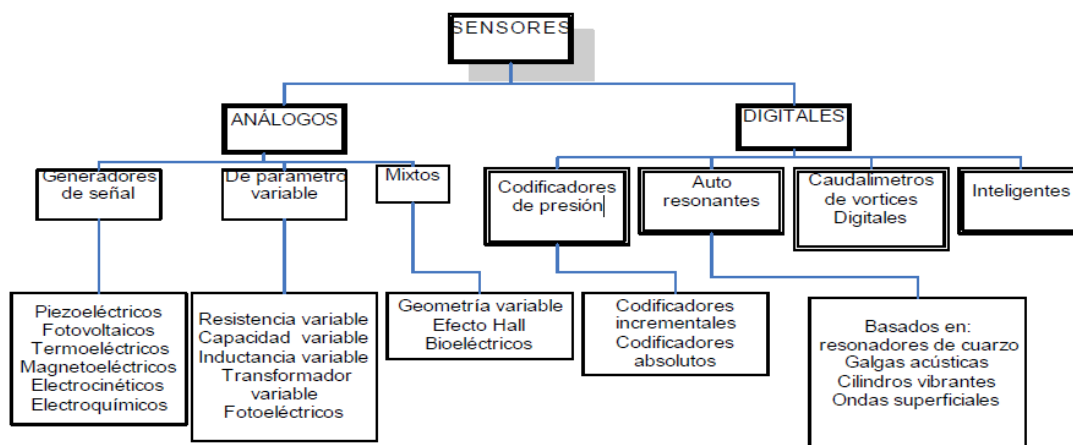 SENSORES
ANÁLOGOS
DIGITALES
Generadores
de señal
De parámetro
variable
Mixtos
Codificadores
de presión
Auto
resonantes
Caudalimetros
de vortices
Digitales
Inteligentes
Piezoeléctricos
Fotovoltaicos
Termoeléctricos
Magnetoeléctricos
Electrocinéticos
Electroquímicos
Resistencia variable
Capacidad variable
Inductancia variable
Transformador
variable
Fotoeléctricos
Geometría variable
Efecto Hall
Bioeléctricos
Codificadores
incrementales
Codificadores
absolutos
Basados en:
resonadores de cuarzo
Galgas acústicas
Cilindros vibrantes
Ondas superficiales